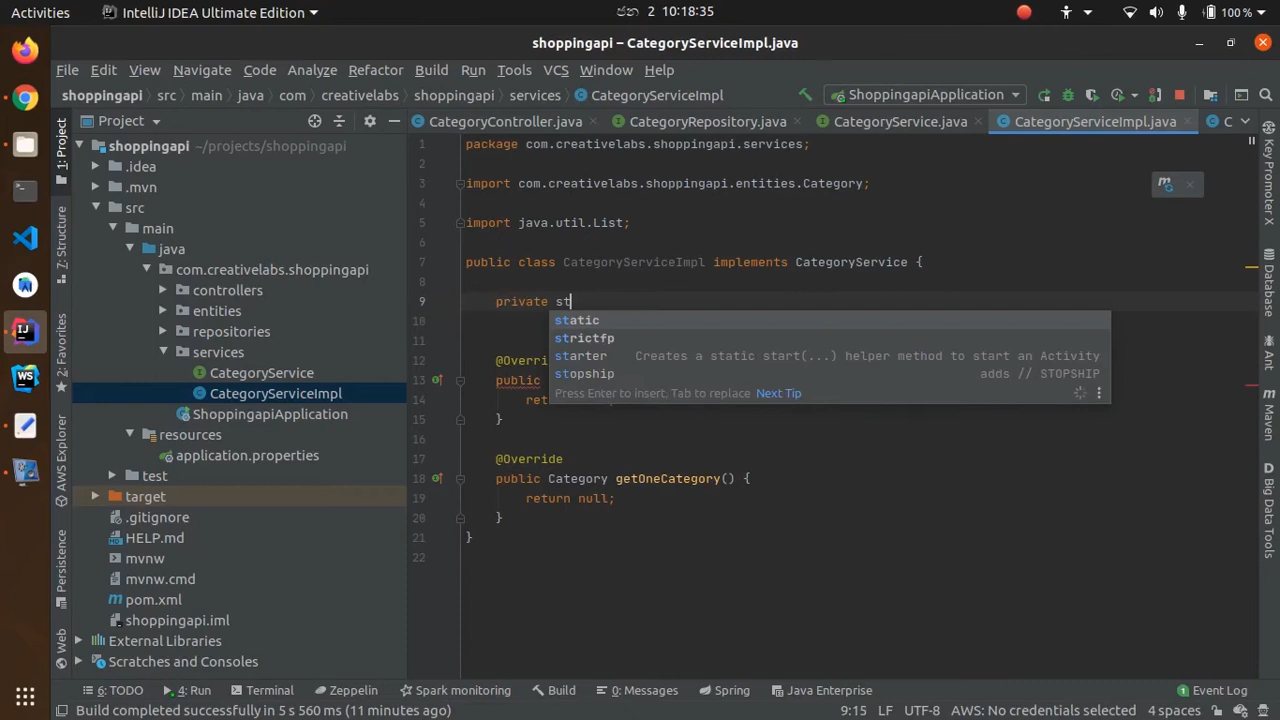 Activities
IntelliJ IDEA Ultimate Edition
ජන 2 10:18:35
100 %
shoppingapi – CategoryServiceImpl.java
File Edit View Navigate Code Analyze Refactor Build Run Tools VCS Window Help
shoppingapi src main java com creativelabs shoppingapi services CategoryServiceImpl
ShoppingapiApplication
Project
CategoryController.java CategoryRepository.java CategoryService.java CategoryServiceImpl.java C
1: Project
7: Structure
2: Favorites
AWS Explorer
Persistence
Web
shoppingapi ~/projects/shoppingapi
.idea
.mvn
src
main
java
com.creativelabs.shoppingapi
controllers
entities
repositories
services
CategoryService
CategoryServiceImpl
ShoppingapiApplication
resources
application.properties
test
target
.gitignore
HELP.md
mvnw
mvnw.cmd
pom.xml
shoppingapi.iml
External Libraries
Scratches and Consoles
1 package com.creativelabs.shoppingapi.services;
2
3 import com.creativelabs.shoppingapi.entities.Category;
4
5 import java.util.List;
6
7 public class CategoryServiceImpl implements CategoryService {
8
9 private st
10
static
strictfp
starter Creates a static start(...) helper method to start an Activity
stopship adds // STOPSHIP
Press Enter to insert, Tab to replace Next Tip
12 @Overri
13 public
14 ret
15 }
16
17 @Override
18 public Category getOneCategory() {
19 return null;
20 }
21 }
22
Key Promoter X
Database
Maven
Big Data Tools
6: TODO 4: Run Terminal Zeppelin Spark monitoring Build 0: Messages Spring Java Enterprise 1 Event Log
Build completed successfully in 5 s 560 ms (11 minutes ago)
9:15 LF UTF-8 AWS: No credentials selected 4 spaces